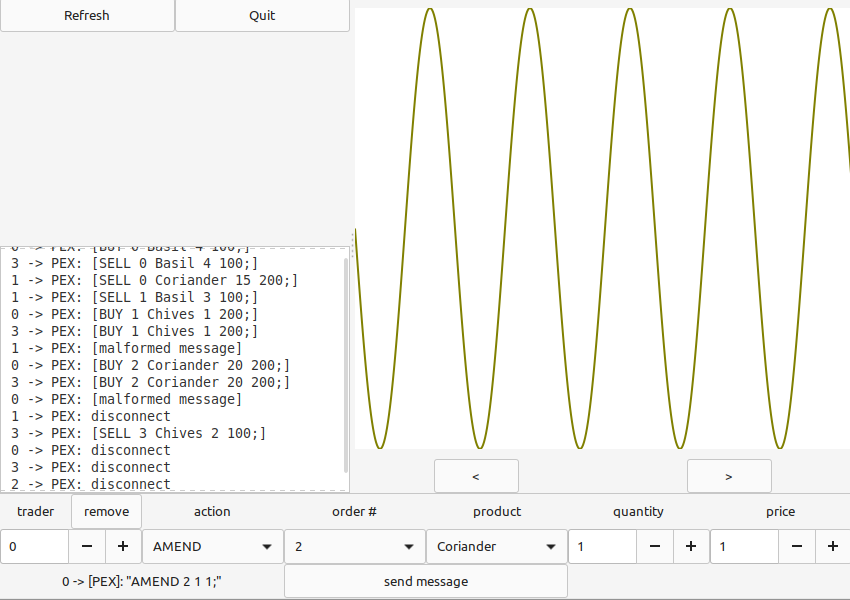 Refresh Quit
0 -> PEX: [BUY 0 Basil 4 100;]
3 -> PEX: [SELL 0 Basil 4 100;]
1 -> PEX: [SELL 0 Coriander 15 200;]
1 -> PEX: [SELL 1 Basil 3 100;]
0 -> PEX: [BUY 1 Chives 1 200;]
3 -> PEX: [BUY 1 Chives 1 200;]
1 -> PEX: [malformed message]
0 -> PEX: [BUY 2 Coriander 20 200;]
3 -> PEX: [BUY 2 Coriander 20 200;]
0 -> PEX: [malformed message]
1 -> PEX: disconnect
3 -> PEX: [SELL 3 Chives 2 100;]
0 -> PEX: disconnect
3 -> PEX: disconnect
2 -> PEX: disconnect
< >
trader remove action order # product quantity price
0 − + AMEND 2 Coriander 1 − + 1 − +
0 -> [PEX]: "AMEND 2 1 1;" send message